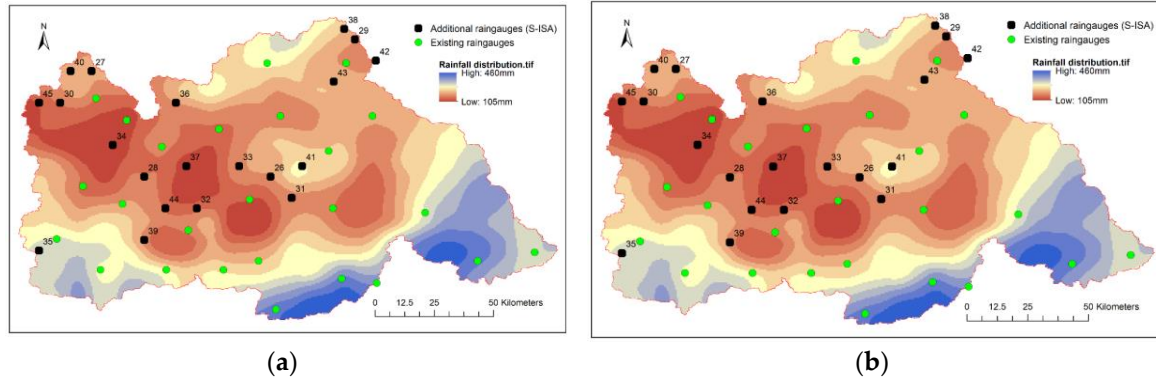 N
38
29
42
40
27
43
45
30
36
34
37
33
41
28
26
31
44
32
39
35
Additional raingauges (S-ISA)
Existing raingauges
Rainfall distribution.tif
High: 460mm
Low: 105mm
0 12.5 25 50 Kilometers
(a)
N
38
29
42
40
27
43
45
30
36
34
37
33
41
28
26
31
44
32
39
35
Additional raingauges (S-ISA)
Existing raingauges
Rainfall distribution.tif
High: 460mm
Low: 105mm
0 12.5 25 50 Kilometers
(b)